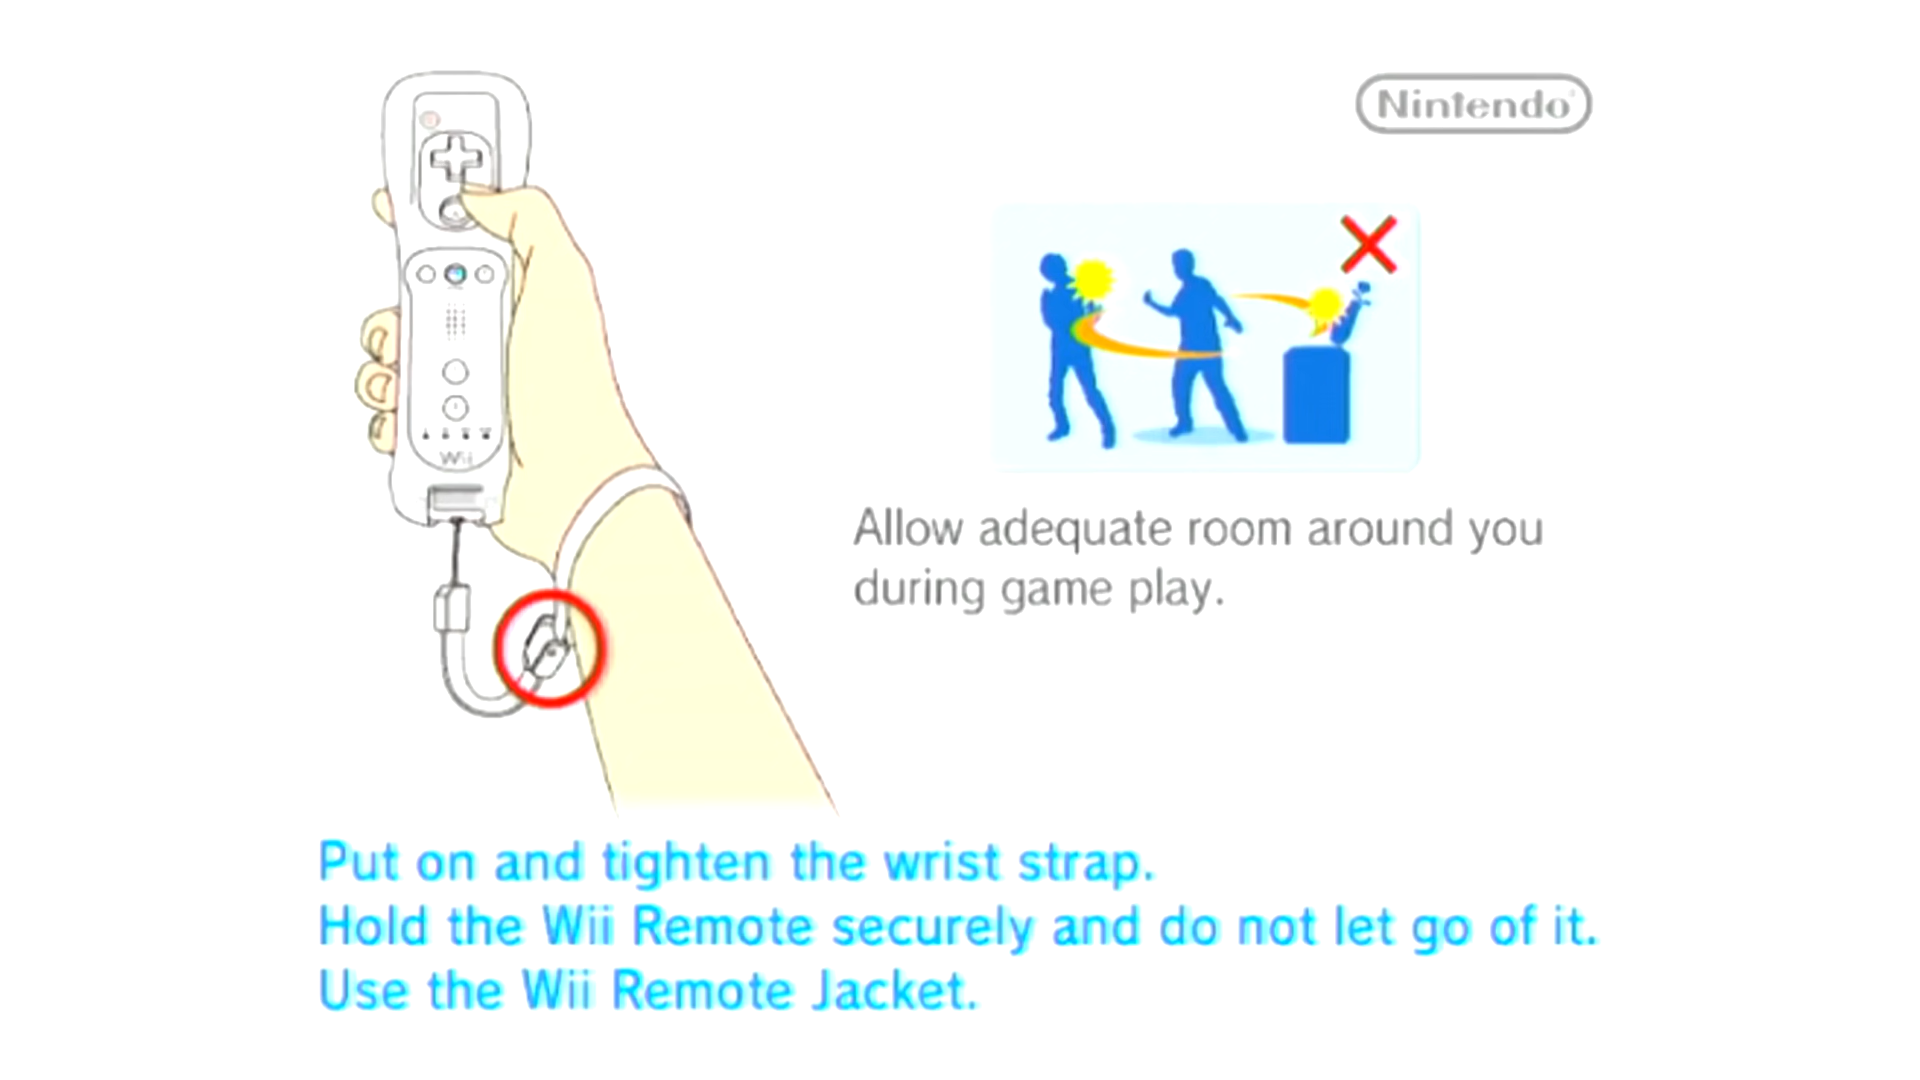 Nintendo
Wii
Allow adequate room around you
during game play.
Put on and tighten the wrist strap.
Hold the Wii Remote securely and do not let go of it.
Use the Wii Remote Jacket.